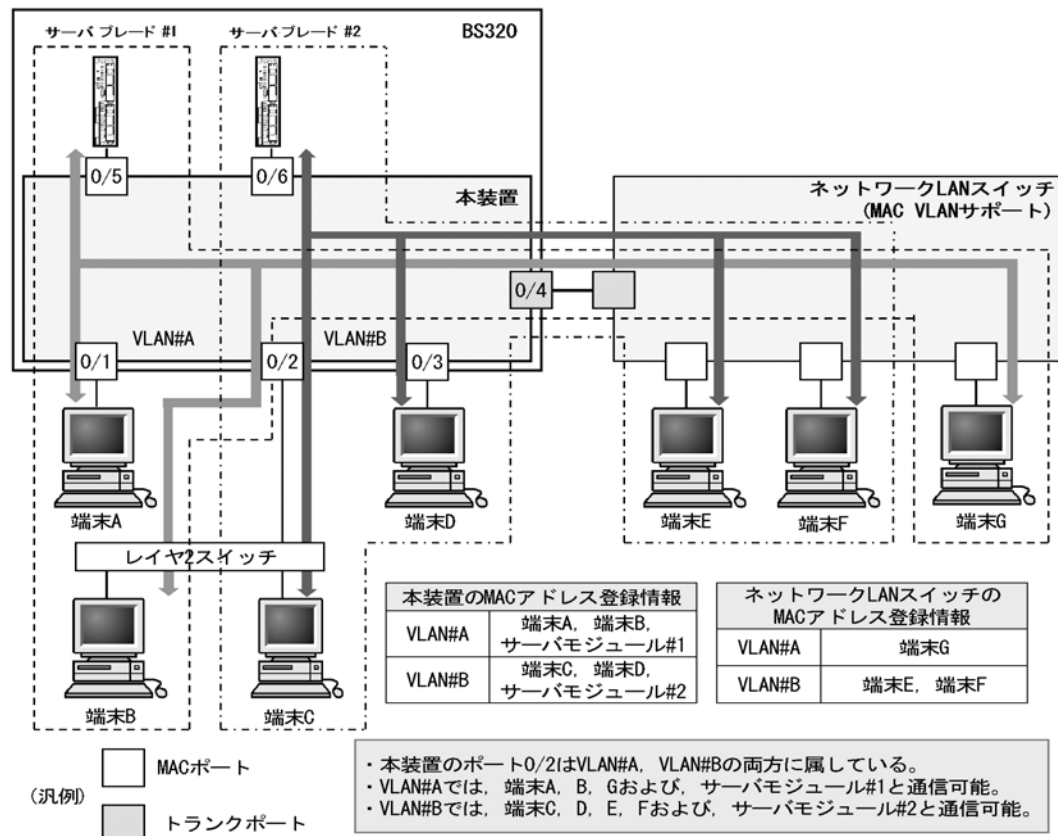 サーバ ブレード #1
サーバ ブレード #2
BS320
0/5
0/6
本装置
ネットワークLANスイッチ
(MAC VLANサポート)
0/4
VLAN#A
VLAN#B
0/1
0/2
0/3
端末A
端末D
端末E
端末F
端末G
レイヤ2スイッチ
端末B
端末C
本装置のMACアドレス登録情報
VLAN#A
端末A, 端末B,
サーバモジュール#1
VLAN#B
端末C, 端末D,
サーバモジュール#2
ネットワークLANスイッチの
MACアドレス登録情報
VLAN#A
端末G
VLAN#B
端末E, 端末F
(汎例)
MACポート
トランクポート
・本装置のポート0/2はVLAN#A, VLAN#Bの両方に属している。
・VLAN#Aでは, 端末A, B, Gおよび, サーバモジュール#1と通信可能。
・VLAN#Bでは, 端末C, D, E, Fおよび, サーバモジュール#2と通信可能。